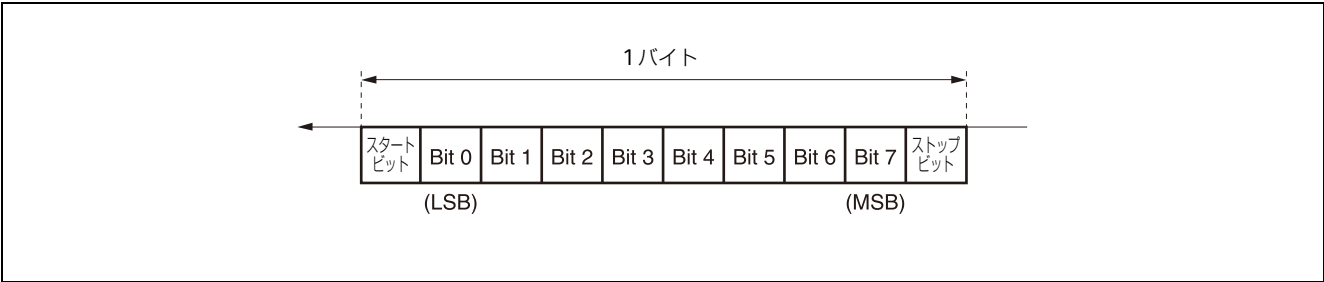 1バイト
スタートビット Bit 0 Bit 1 Bit 2 Bit 3 Bit 4 Bit 5 Bit 6 Bit 7 ストップビット
(LSB) (MSB)